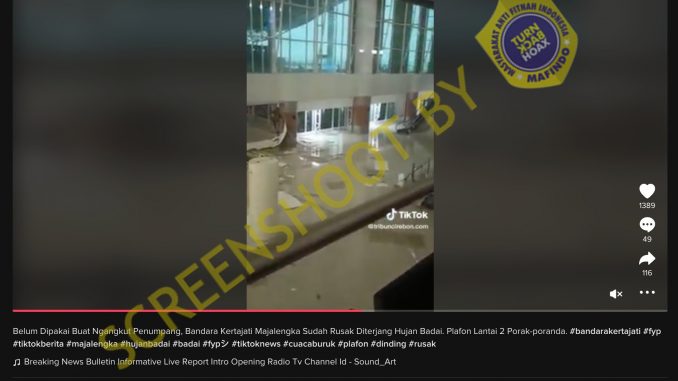 MASYARAKAT ANTI FITNAH INDONESIA
TURN
BACK
HOAX
MAFINDO
SCREENSHOOT BY
TikTok
@tribuncirebon.com
1389
49
116
Belum Dipakai Buat Ngangkut Penumpang, Bandara Kertajati Majalengka Sudah Rusak Diterjang Hujan Badai. Plafon Lantai 2 Porak-poranda. #bandarakertajati #fyp
#tiktokberita #majalengka #hujanbadai #badai #fypシ #tiktoknews #cuacaburuk #plafon #dinding #rusak
Breaking News Bulletin Informative Live Report Intro Opening Radio Tv Channel Id - Sound_Art